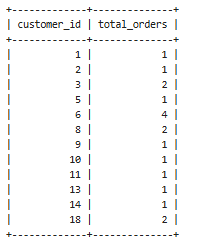 +-------------+--------------+
| customer_id | total_orders |
+-------------+--------------+
|           1 |            1 |
|           2 |            1 |
|           3 |            2 |
|           5 |            1 |
|           6 |            4 |
|           8 |            2 |
|           9 |            1 |
|          10 |            1 |
|          11 |            1 |
|          13 |            1 |
|          14 |            1 |
|          18 |            2 |
+-------------+--------------+